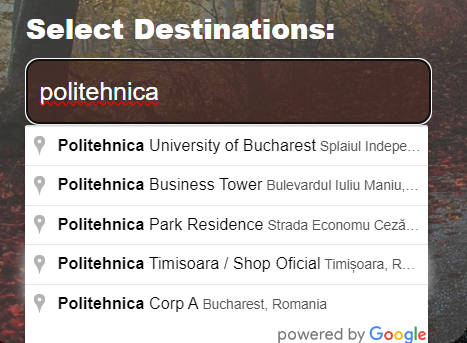 Select Destinations:
politehnica
Politehnica University of Bucharest Splaiul Indepe...
Politehnica Business Tower Bulevardul Iuliu Maniu,...
Politehnica Park Residence Strada Economu Ceză...
Politehnica Timisoara / Shop Oficial Timișoara, R...
Politehnica Corp A Bucharest, Romania
powered by Google